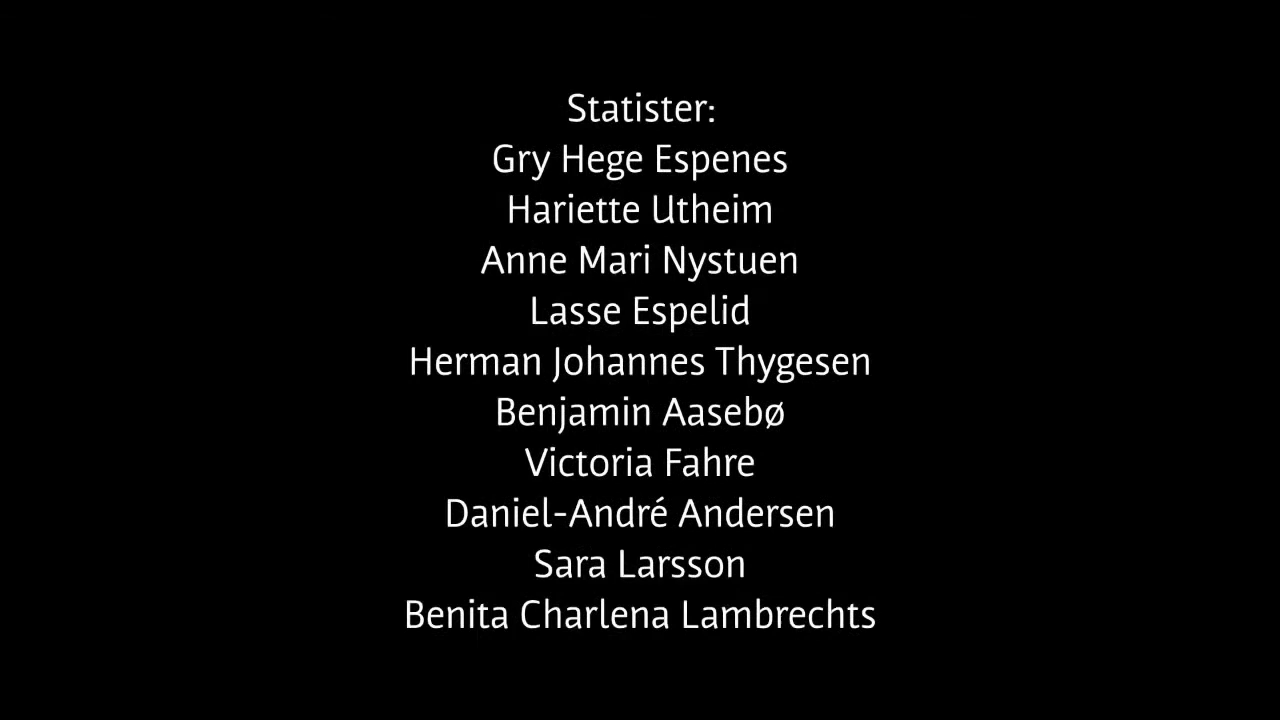 Statister:
Gry Hege Espenes
Hariette Utheim
Anne Mari Nystuen
Lasse Espelid
Herman Johannes Thygesen
Benjamin Aasebø
Victoria Fahre
Daniel-André Andersen
Sara Larsson
Benita Charlena Lambrechts